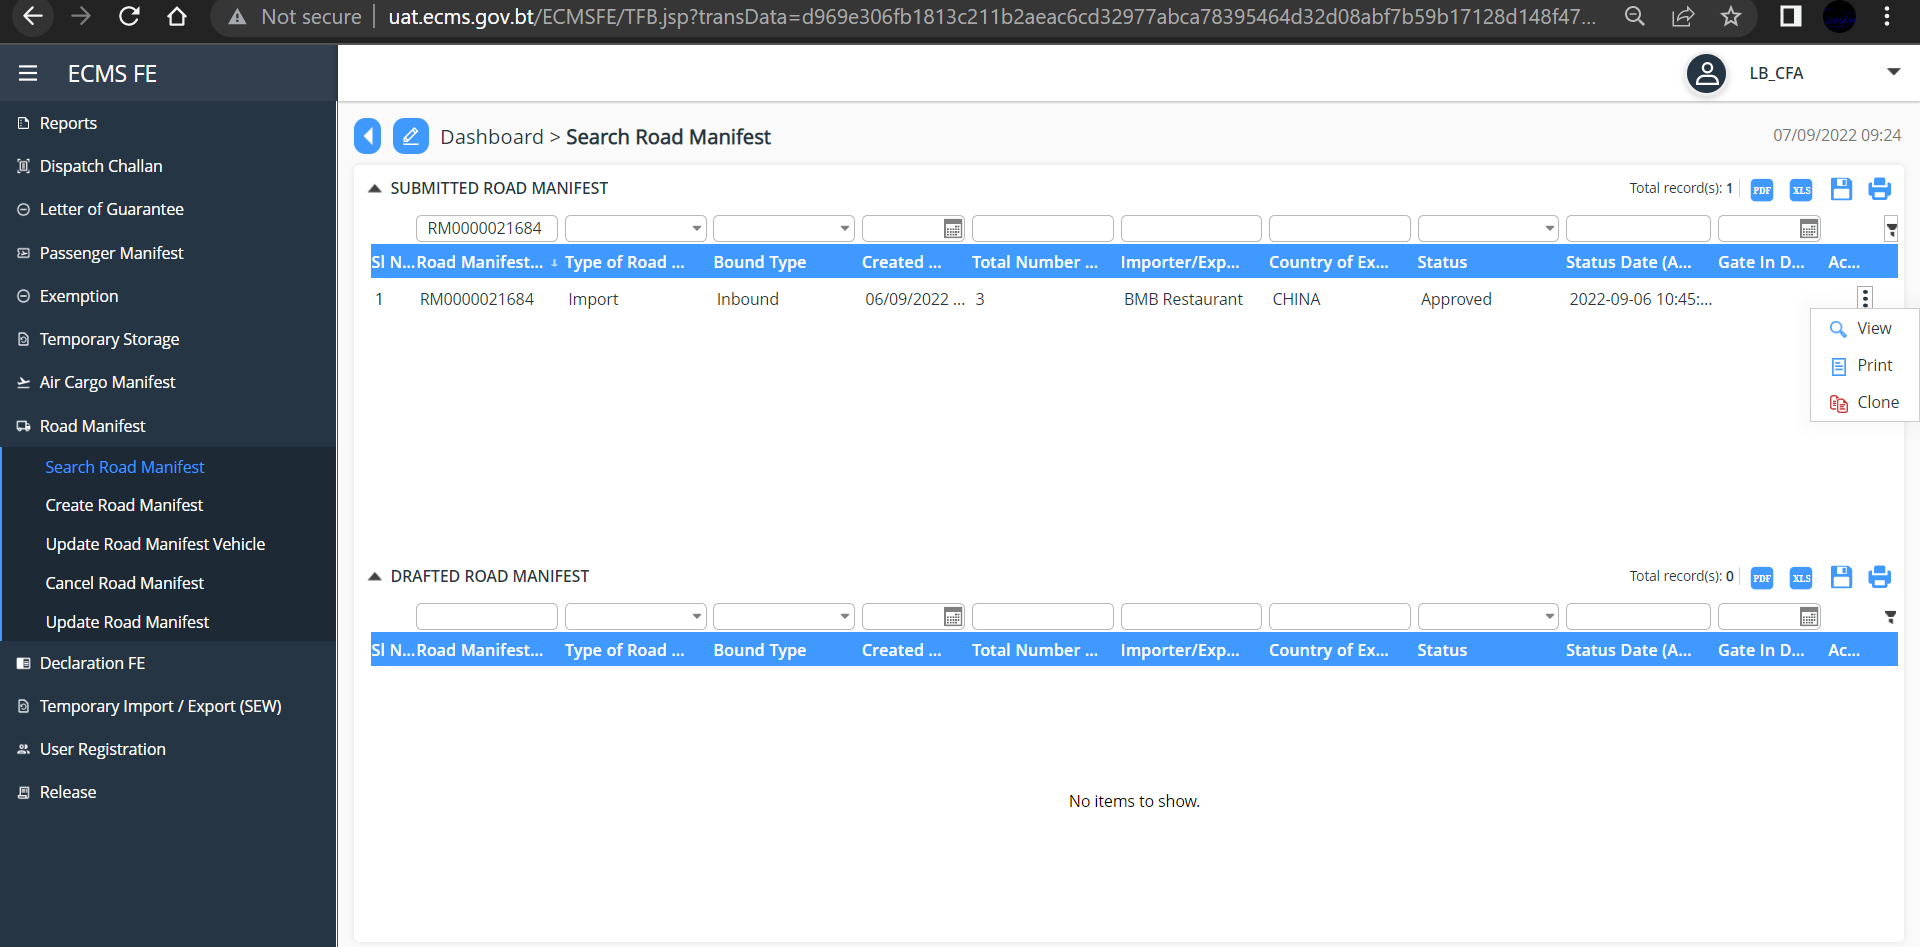 Not secure | uat.ecms.gov.bt/ECMSFE/TFB.jsp?transData=d969e306fb1813c211b2aeac6cd32977abca78395464d32d08abf7b59b17128d148f47...
ECMS FE
LB_CFA
Reports
Dispatch Challan
Letter of Guarantee
Passenger Manifest
Exemption
Temporary Storage
Air Cargo Manifest
Road Manifest
Search Road Manifest
Create Road Manifest
Update Road Manifest Vehicle
Cancel Road Manifest
Update Road Manifest
Declaration FE
Temporary Import / Export (SEW)
User Registration
Release
Dashboard > Search Road Manifest
07/09/2022 09:24
SUBMITTED ROAD MANIFEST
Total record(s): 1 PDF XLS
RM0000021684
Sl N... Road Manifest... ↓ Type of Road ... Bound Type Created ... Total Number ... Importer/Exp... Country of Ex... Status Status Date (A... Gate In D... Ac...
1 RM0000021684 Import Inbound 06/09/2022 ... 3 BMB Restaurant CHINA Approved 2022-09-06 10:45:...
View
Print
Clone
DRAFTED ROAD MANIFEST
Total record(s): 0 PDF XLS
Sl N... Road Manifest... Type of Road ... Bound Type Created ... Total Number ... Importer/Exp... Country of Ex... Status Status Date (A... Gate In D... Ac...
No items to show.